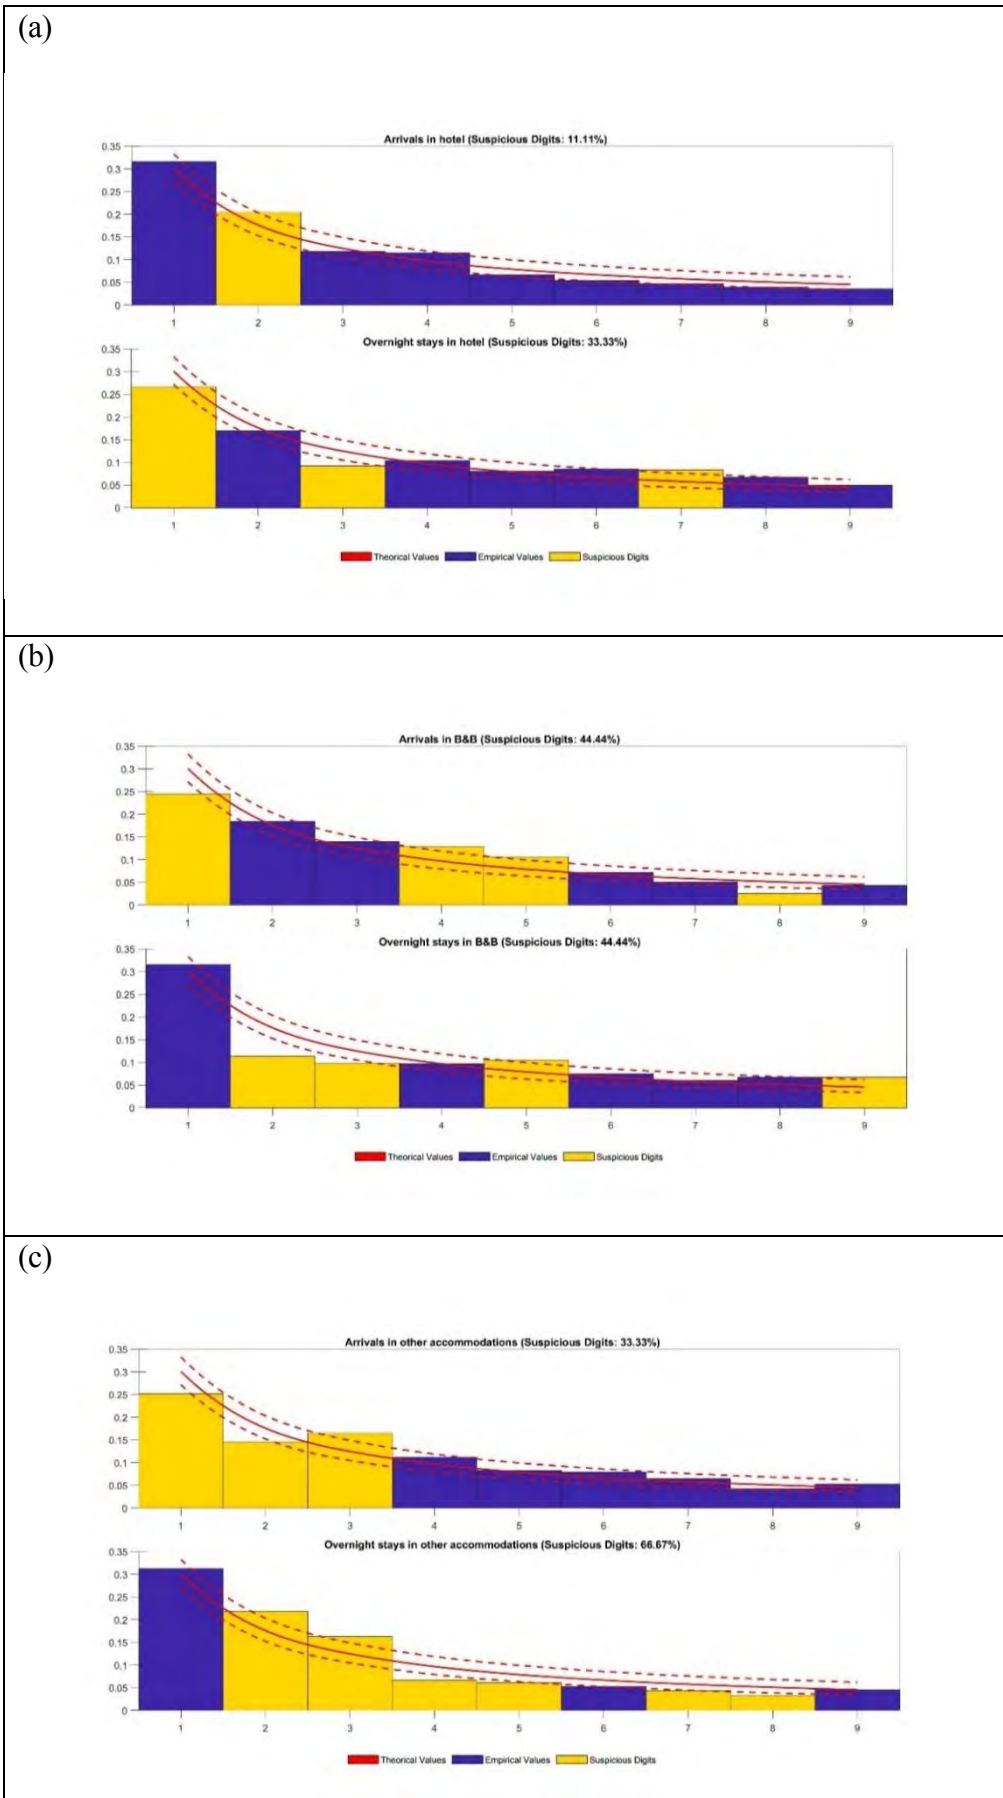 (a)
Arrivals in hotel (Suspicious Digits: 11.11%)
0.35
0.3
0.25
0.2
0.15
0.1
0.05
0
1 2 3 4 5 6 7 8 9
Overnight stays in hotel (Suspicious Digits: 33.33%)
0.35
0.3
0.25
0.2
0.15
0.1
0.05
0
1 2 3 4 5 6 7 8 9
Theorical Values Empirical Values Suspicious Digits
(b)
Arrivals in B&B (Suspicious Digits: 44.44%)
0.35
0.3
0.25
0.2
0.15
0.1
0.05
0
1 2 3 4 5 6 7 8 9
Overnight stays in B&B (Suspicious Digits: 44.44%)
0.35
0.3
0.25
0.2
0.15
0.1
0.05
0
1 2 3 4 5 6 7 8 9
Theorical Values Empirical Values Suspicious Digits
(c)
Arrivals in other accommodations (Suspicious Digits: 33.33%)
0.35
0.3
0.25
0.2
0.15
0.1
0.05
0
1 2 3 4 5 6 7 8 9
Overnight stays in other accommodations (Suspicious Digits: 66.67%)
0.35
0.3
0.25
0.2
0.15
0.1
0.05
0
1 2 3 4 5 6 7 8 9
Theorical Values Empirical Values Suspicious Digits